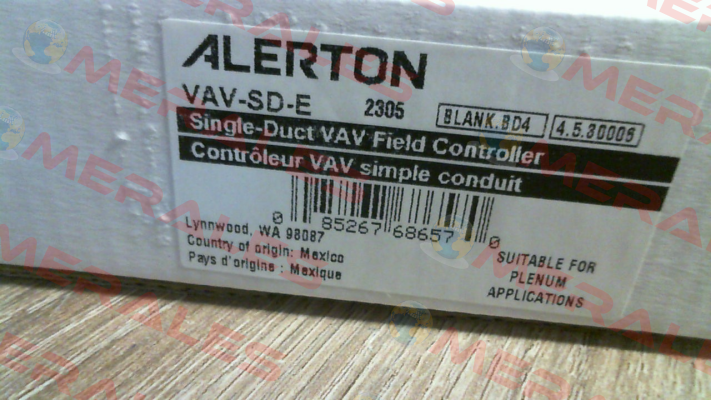 ALERTON
VAV-SD-E 2305 BLANK.BD4 4.5.30006
Single-Duct VAV Field Controller
Contrôleur VAV simple conduit
0 85267 68657 0
Lynnwood, WA 98087
Country of origin: Mexico
Pays d'origine : Mexique
SUITABLE FOR
PLENUM
APPLICATIONS
MERALES